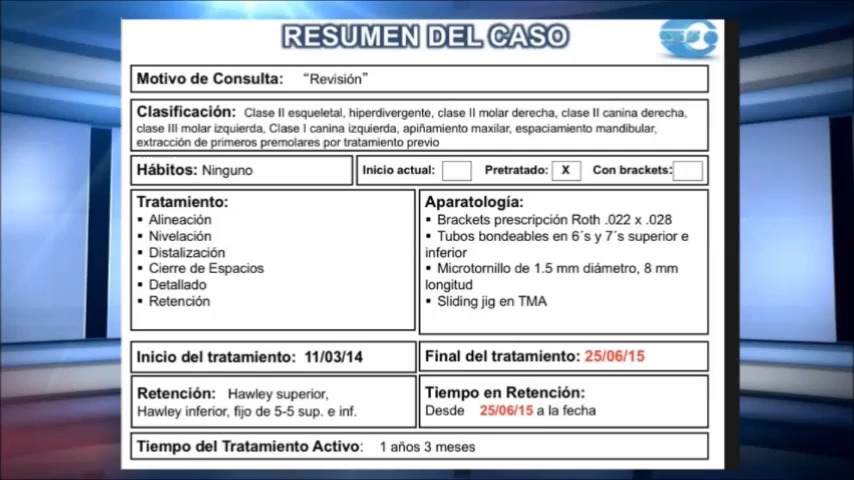 RESUMEN DEL CASO
Motivo de Consulta: "Revisión"
Clasificación: Clase II esqueletal, hiperdivergente, clase II molar derecha, clase II canina derecha,
clase III molar izquierda, Clase I canina izquierda, apiñamiento maxilar, espaciamiento mandibular,
extracción de primeros premolares por tratamiento previo
Hábitos: Ninguno
Inicio actual: Pretratado: X Con brackets:
Tratamiento:
▪ Alineación
▪ Nivelación
▪ Distalización
▪ Cierre de Espacios
▪ Detallado
▪ Retención
Aparatología:
▪ Brackets prescripción Roth .022 x .028
▪ Tubos bondeables en 6´s y 7´s superior e
inferior
▪ Microtornillo de 1.5 mm diámetro, 8 mm
longitud
▪ Sliding jig en TMA
Inicio del tratamiento: 11/03/14
Final del tratamiento: 25/06/15
Retención: Hawley superior,
Hawley inferior, fijo de 5-5 sup. e inf.
Tiempo en Retención:
Desde 25/06/15 a la fecha
Tiempo del Tratamiento Activo: 1 años 3 meses